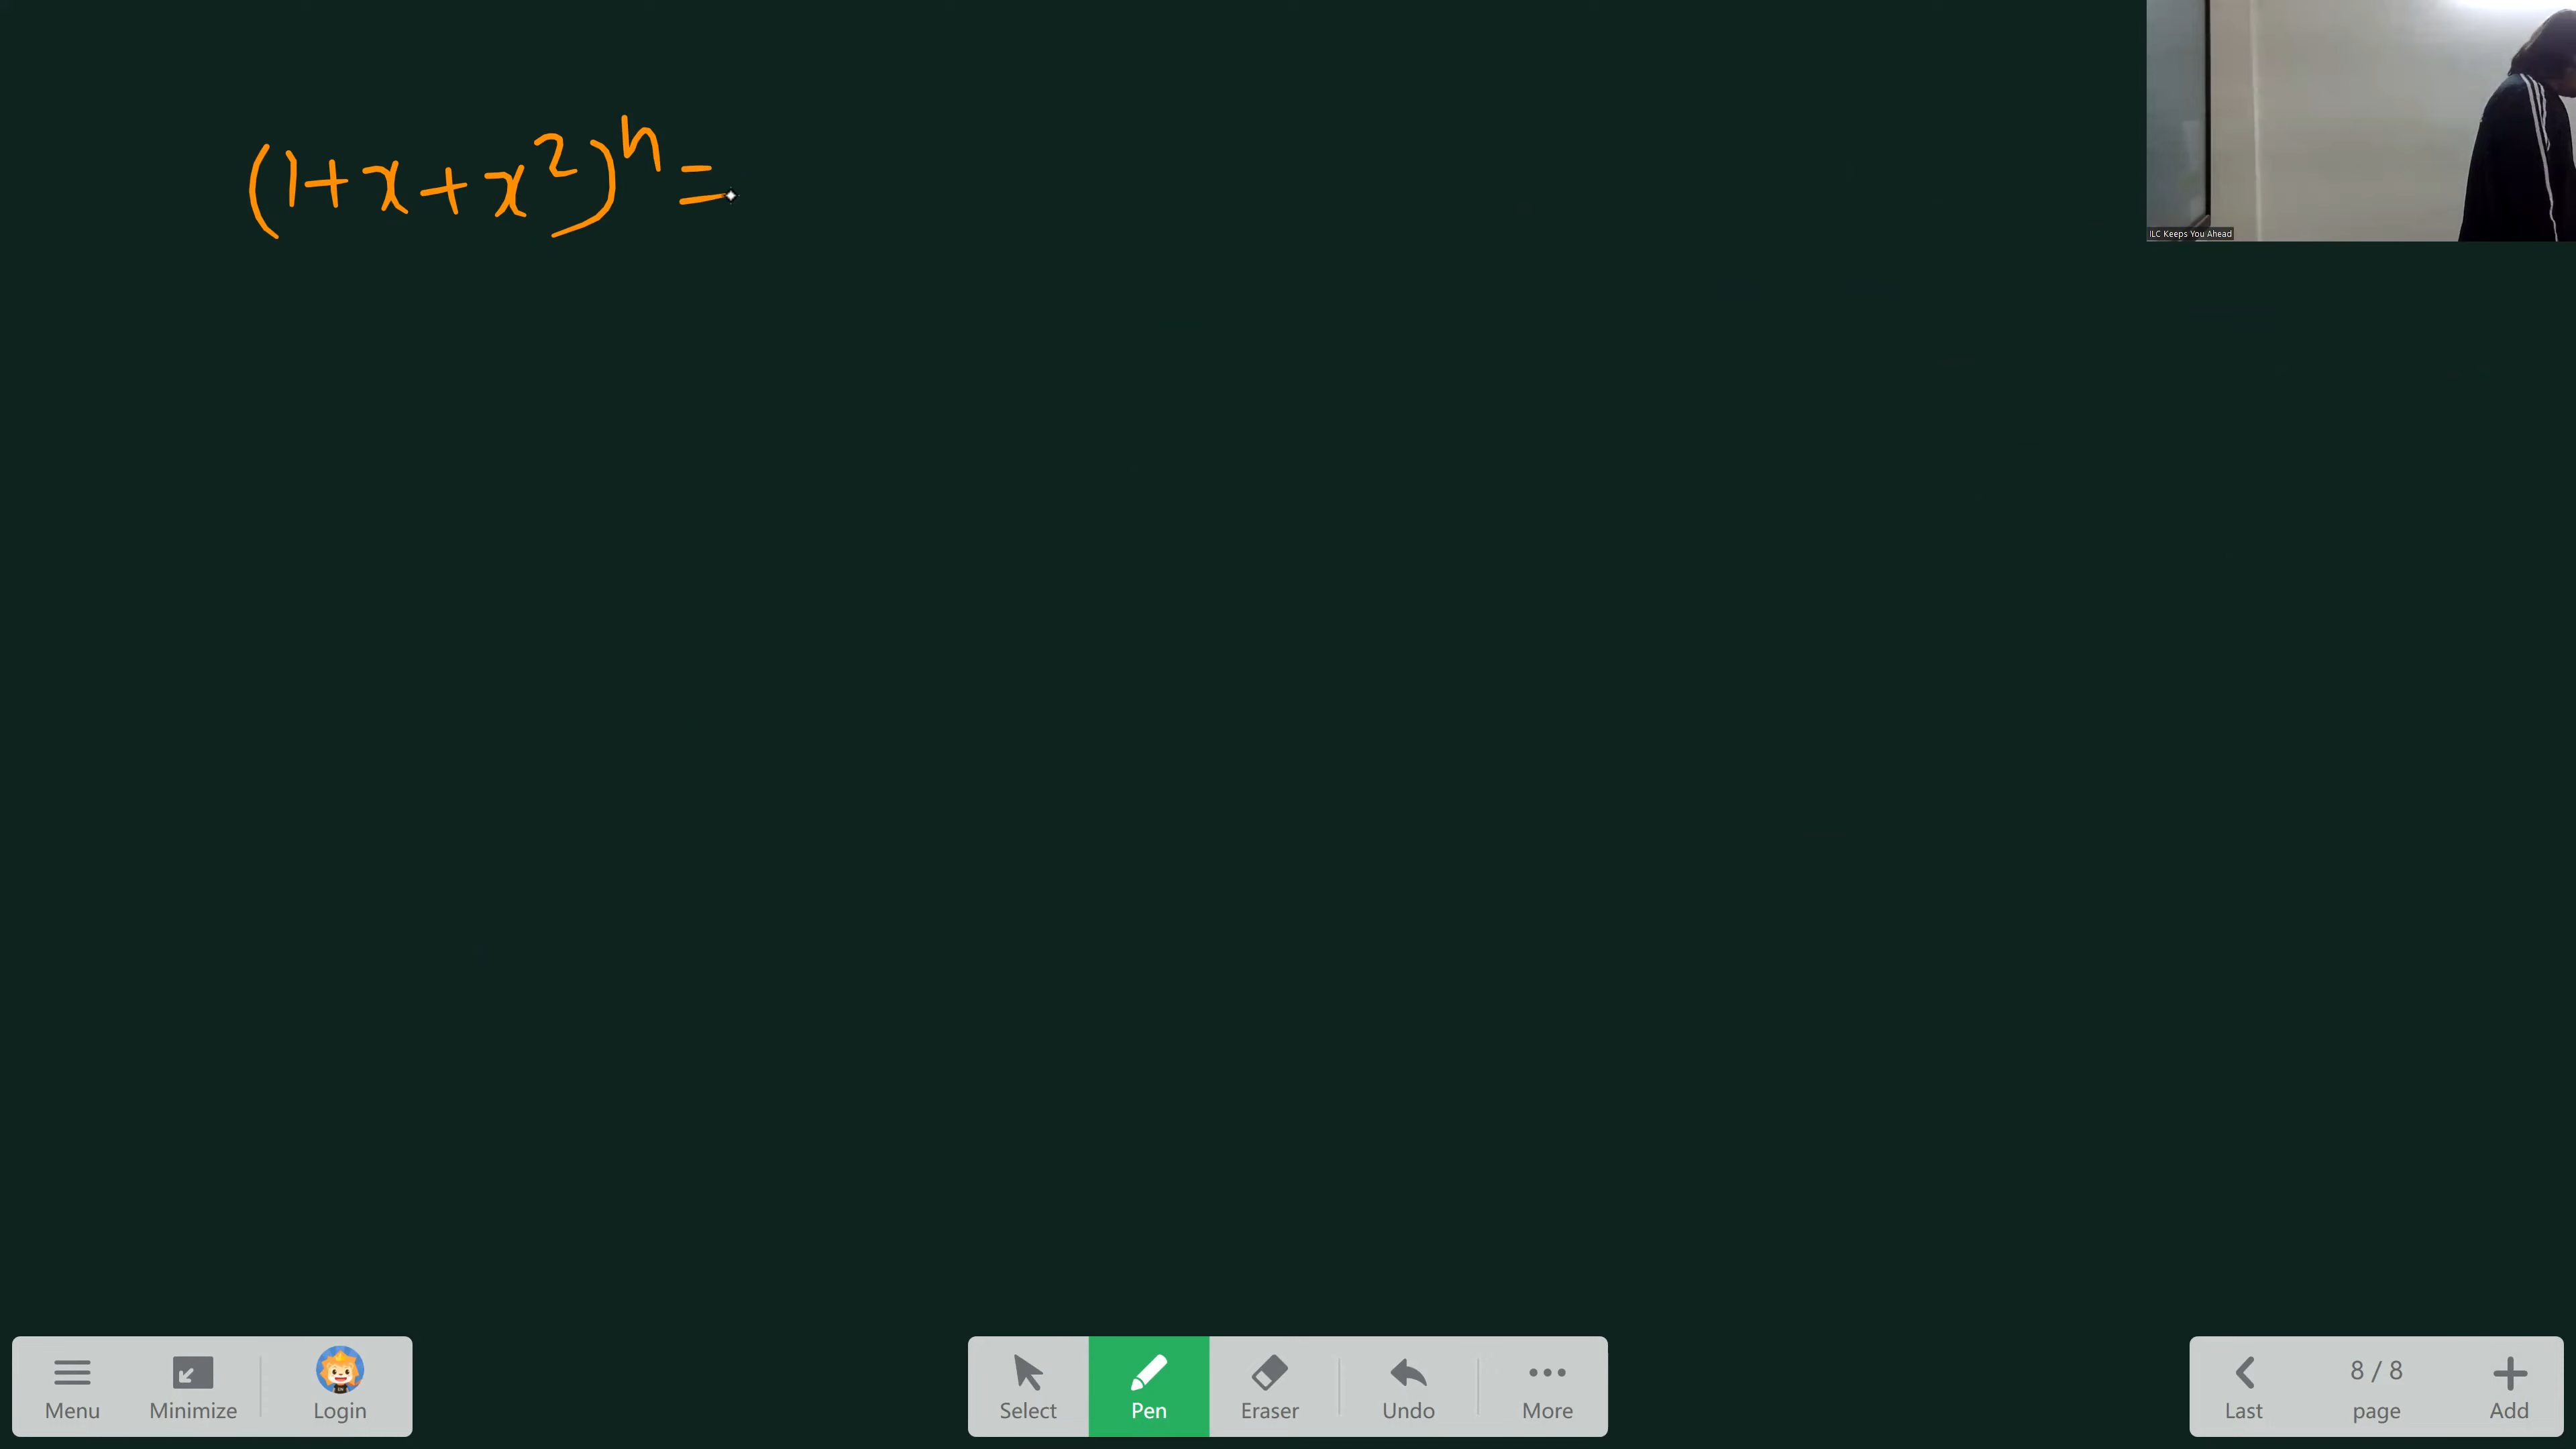 (1+x+x²)ⁿ=
ILC Keeps You Ahead
Menu
Minimize
Login
Select
Pen
Eraser
Undo
More
Last
8 / 8
page
Add